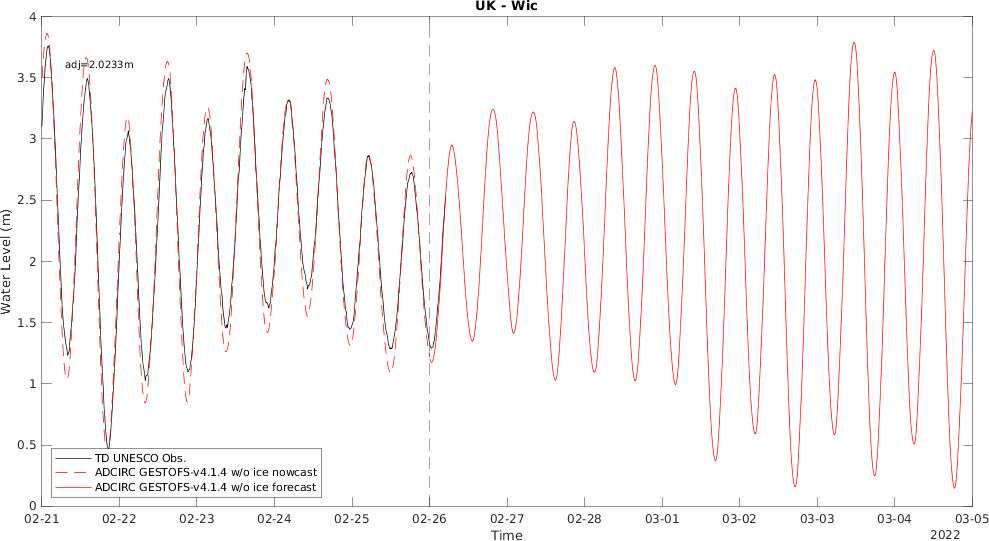 UK - Wic
adj=2.0233m
Water Level (m)
4
3.5
3
2.5
2
1.5
1
0.5
0
TD UNESCO Obs.
ADCIRC GESTOFS-v4.1.4 w/o ice nowcast
ADCIRC GESTOFS-v4.1.4 w/o ice forecast
02-21 02-22 02-23 02-24 02-25 02-26 02-27 02-28 03-01 03-02 03-03 03-04 03-05
Time
2022